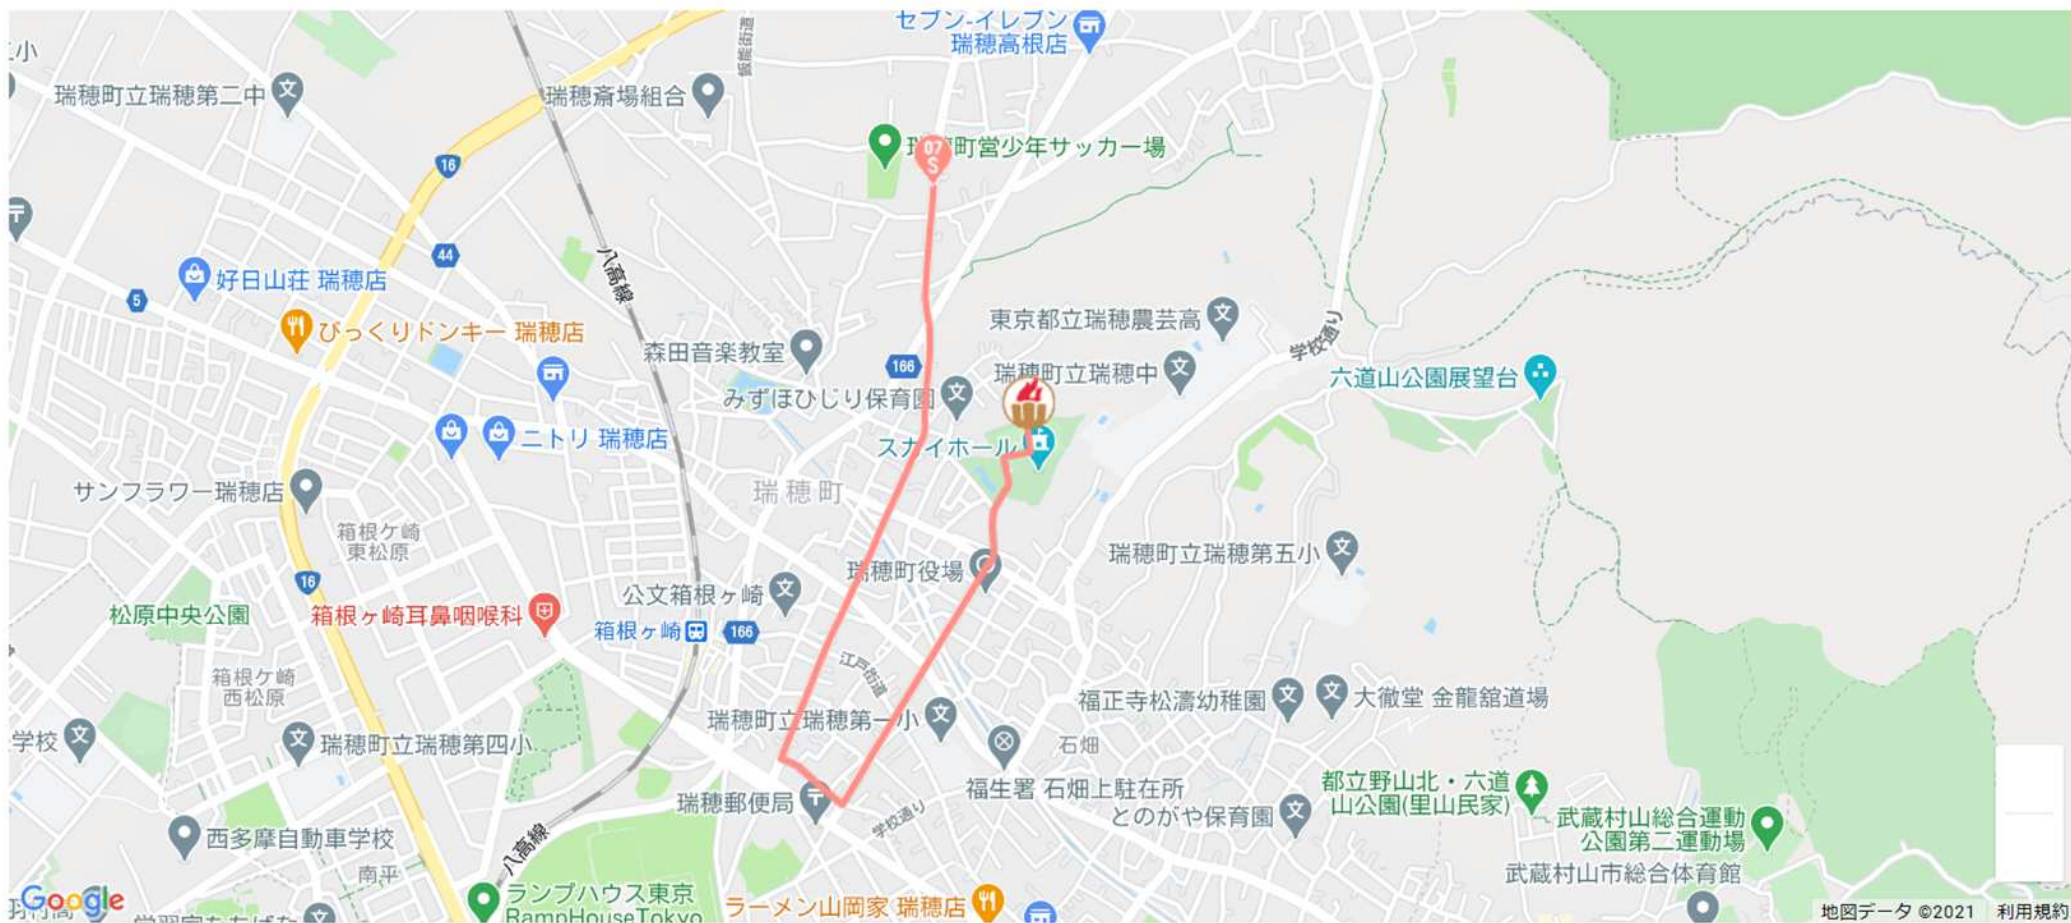 セブン-イレブン
瑞穂高根店
飯能街道
小
瑞穂町立瑞穂第二中
瑞穂斎場組合
16
07
S
町営少年サッカー場
44
八高線
好日山荘 瑞穂店
5
びっくりドンキー 瑞穂店
東京都立瑞穂農芸高
学校通り
森田音楽教室
166
瑞穂町立瑞穂中
六道山公園展望台
みずほひじり保育園
ニトリ 瑞穂店
スカイホール
サンフラワー瑞穂店
瑞穂町
箱根ケ崎
東松原
瑞穂町役場
瑞穂町立瑞穂第五小
16
公文箱根ヶ崎
松原中央公園
箱根ヶ崎耳鼻咽喉科
箱根ヶ崎
166
江戸街道
箱根ケ崎
西松原
福正寺松濤幼稚園
大徹堂 金龍舘道場
瑞穂町立瑞穂第一小
学校
瑞穂町立瑞穂第四小
石畑
福生署 石畑上駐在所
瑞穂郵便局
都立野山北・六道
山公園(里山民家)
とのがや保育園
武蔵村山総合運動
公園第二運動場
学校通り
西多摩自動車学校
八高線
南平
武蔵村山市総合体育館
Google
ランプハウス東京
RampHouseTokyo
ラーメン山岡家 瑞穂店
地図データ ©2021
利用規約